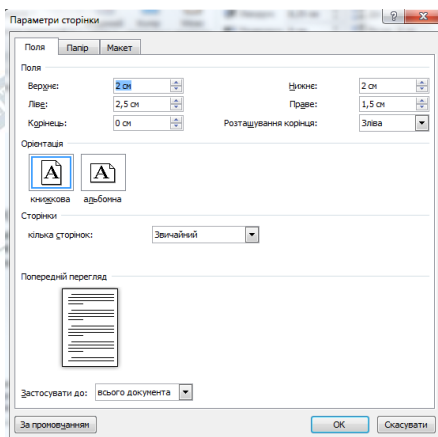 Параметри сторінки
Поля Папір Макет
Поля
Верхнє: 2 см Нижнє: 2 см
Ліве: 2,5 см Праве: 1,5 см
Корінець: 0 см Розташування корінця: Зліва
Орієнтація
книжкова альбомна
Сторінки
кілька сторінок: Звичайний
Попередній перегляд
Застосувати до: всього документа
За промовчанням OK Скасувати